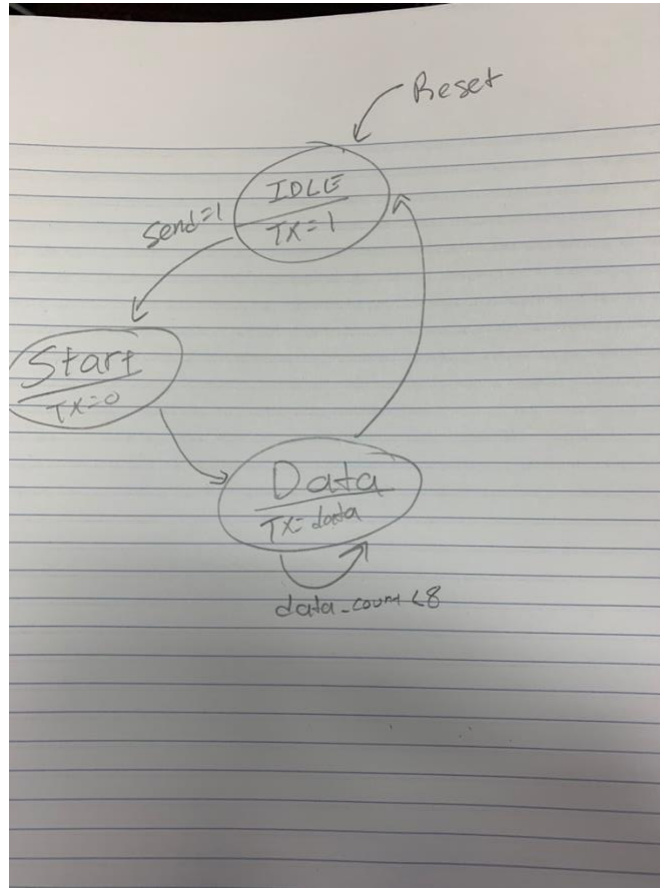 Reset
IDLE
TX=1
Send=1
Start
TX=0
Data
TX=data
data_count<8